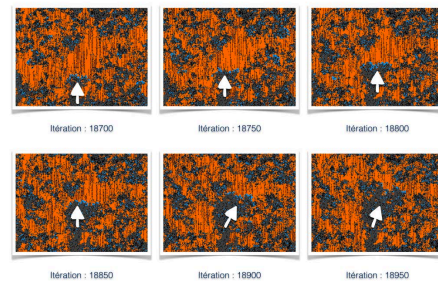 Itération : 18700
Itération : 18750
Itération : 18800
Itération : 18850
Itération : 18900
Itération : 18950